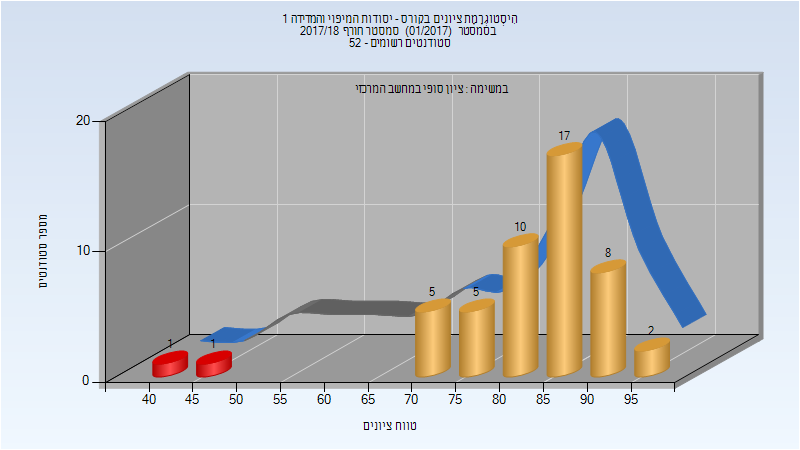 הִיסטוגְרָמַת ציונים בקורס - יסודות המיפוי והמדידה 1
בסמסטר (01/2017) סמסטר חורף 2017/18
סטודנטים רשומים - 52
במשימה : ציון סופי במחשב המרכזי
מספר סטודנטים
20
10
0
1
1
5
5
10
17
8
2
40 45 50 55 60 65 70 75 80 85 90 95
טווח ציונים